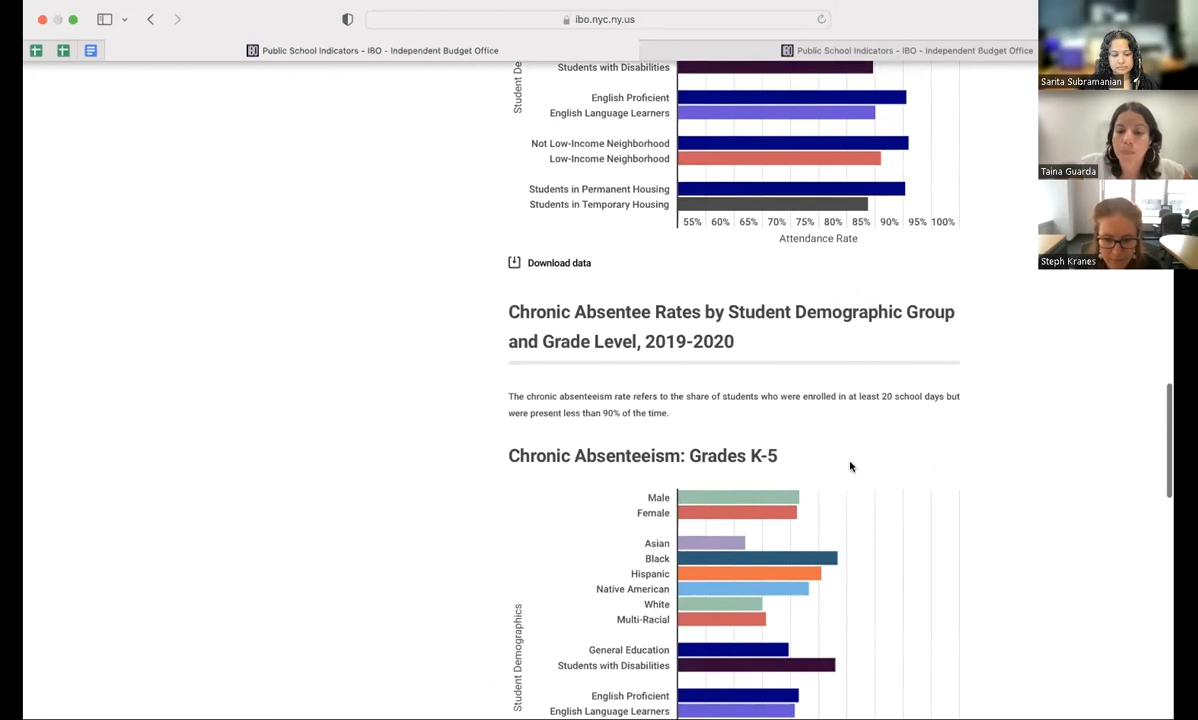 ibo.nyc.ny.us
Public School Indicators - IBO - Independent Budget Office
Public School Indicators - IBO - Independent Budget Office
Sarita Subramanian
Taina Guarda
Steph Kranes
Student De
Students with Disabilities
English Proficient
English Language Learners
Not Low-Income Neighborhood
Low-Income Neighborhood
Students in Permanent Housing
Students in Temporary Housing
55% 60% 65% 70% 75% 80% 85% 90% 95% 100%
Attendance Rate
Download data
Chronic Absentee Rates by Student Demographic Group
and Grade Level, 2019-2020
The chronic absenteeism rate refers to the share of students who were enrolled in at least 20 school days but
were present less than 90% of the time.
Chronic Absenteeism: Grades K-5
Student Demographics
Male
Female
Asian
Black
Hispanic
Native American
White
Multi-Racial
General Education
Students with Disabilities
English Proficient
English Language Learners